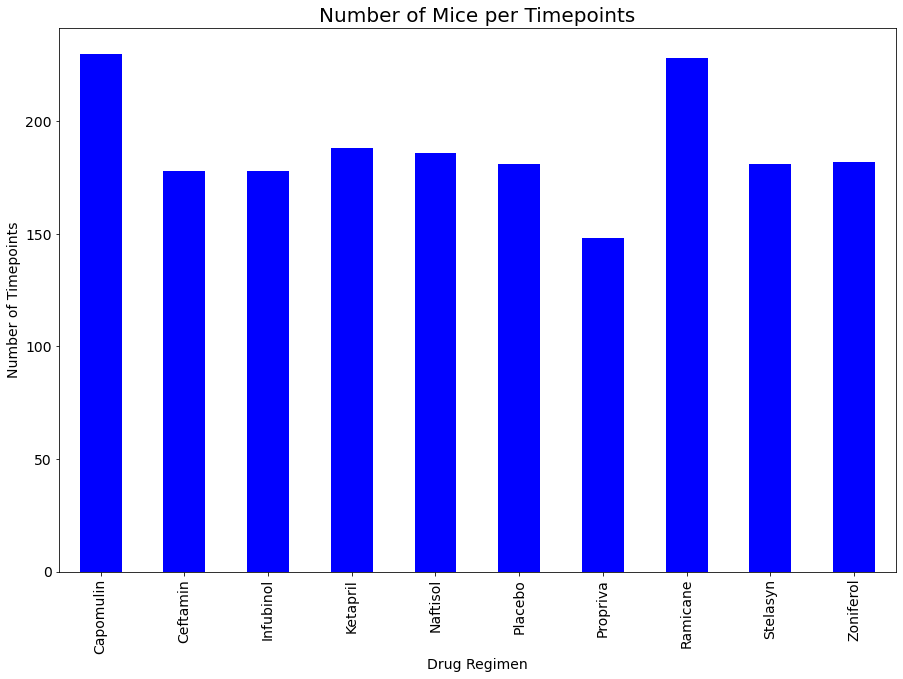 Number of Mice per Timepoints
Number of Timepoints
200
150
100
50
0
Capomulin
Ceftamin
Infubinol
Ketapril
Naftisol
Placebo
Propriva
Ramicane
Stelasyn
Zoniferol
Drug Regimen